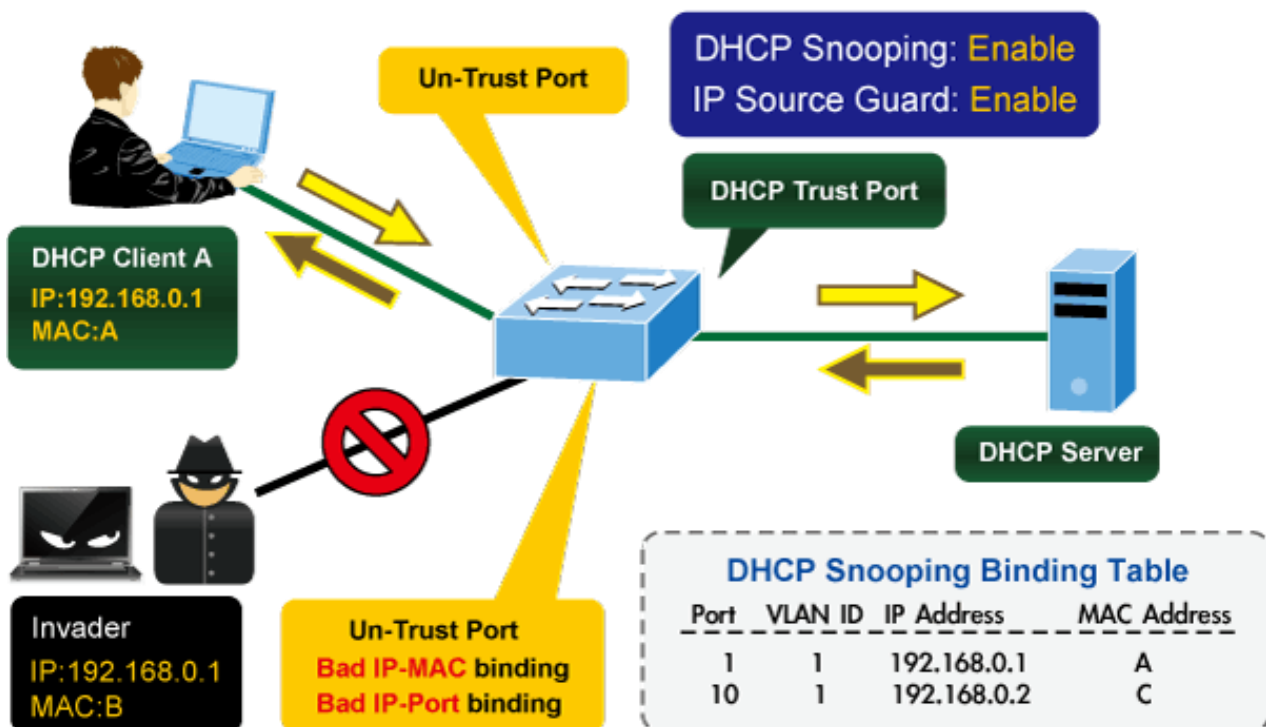 DHCP Snooping: Enable
IP Source Guard: Enable
Un-Trust Port
DHCP Trust Port
DHCP Client A
IP:192.168.0.1
MAC:A
DHCP Server
Invader
IP:192.168.0.1
MAC:B
Un-Trust Port
Bad IP-MAC binding
Bad IP-Port binding
DHCP Snooping Binding Table
Port VLAN ID IP Address MAC Address
1 1 192.168.0.1 A
10 1 192.168.0.2 C